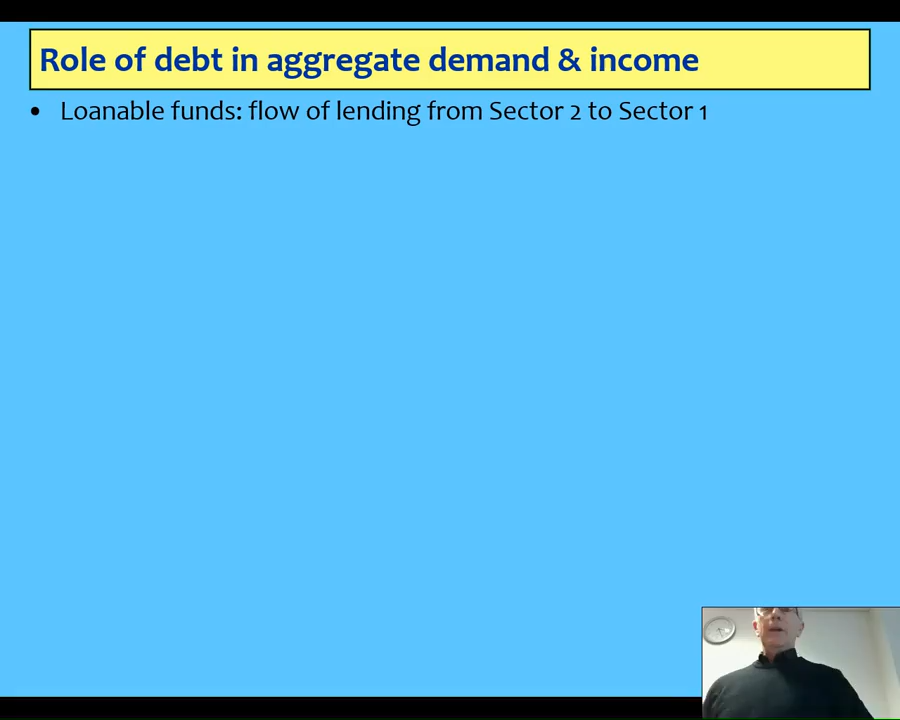 Role of debt in aggregate demand & income
• Loanable funds: flow of lending from Sector 2 to Sector 1